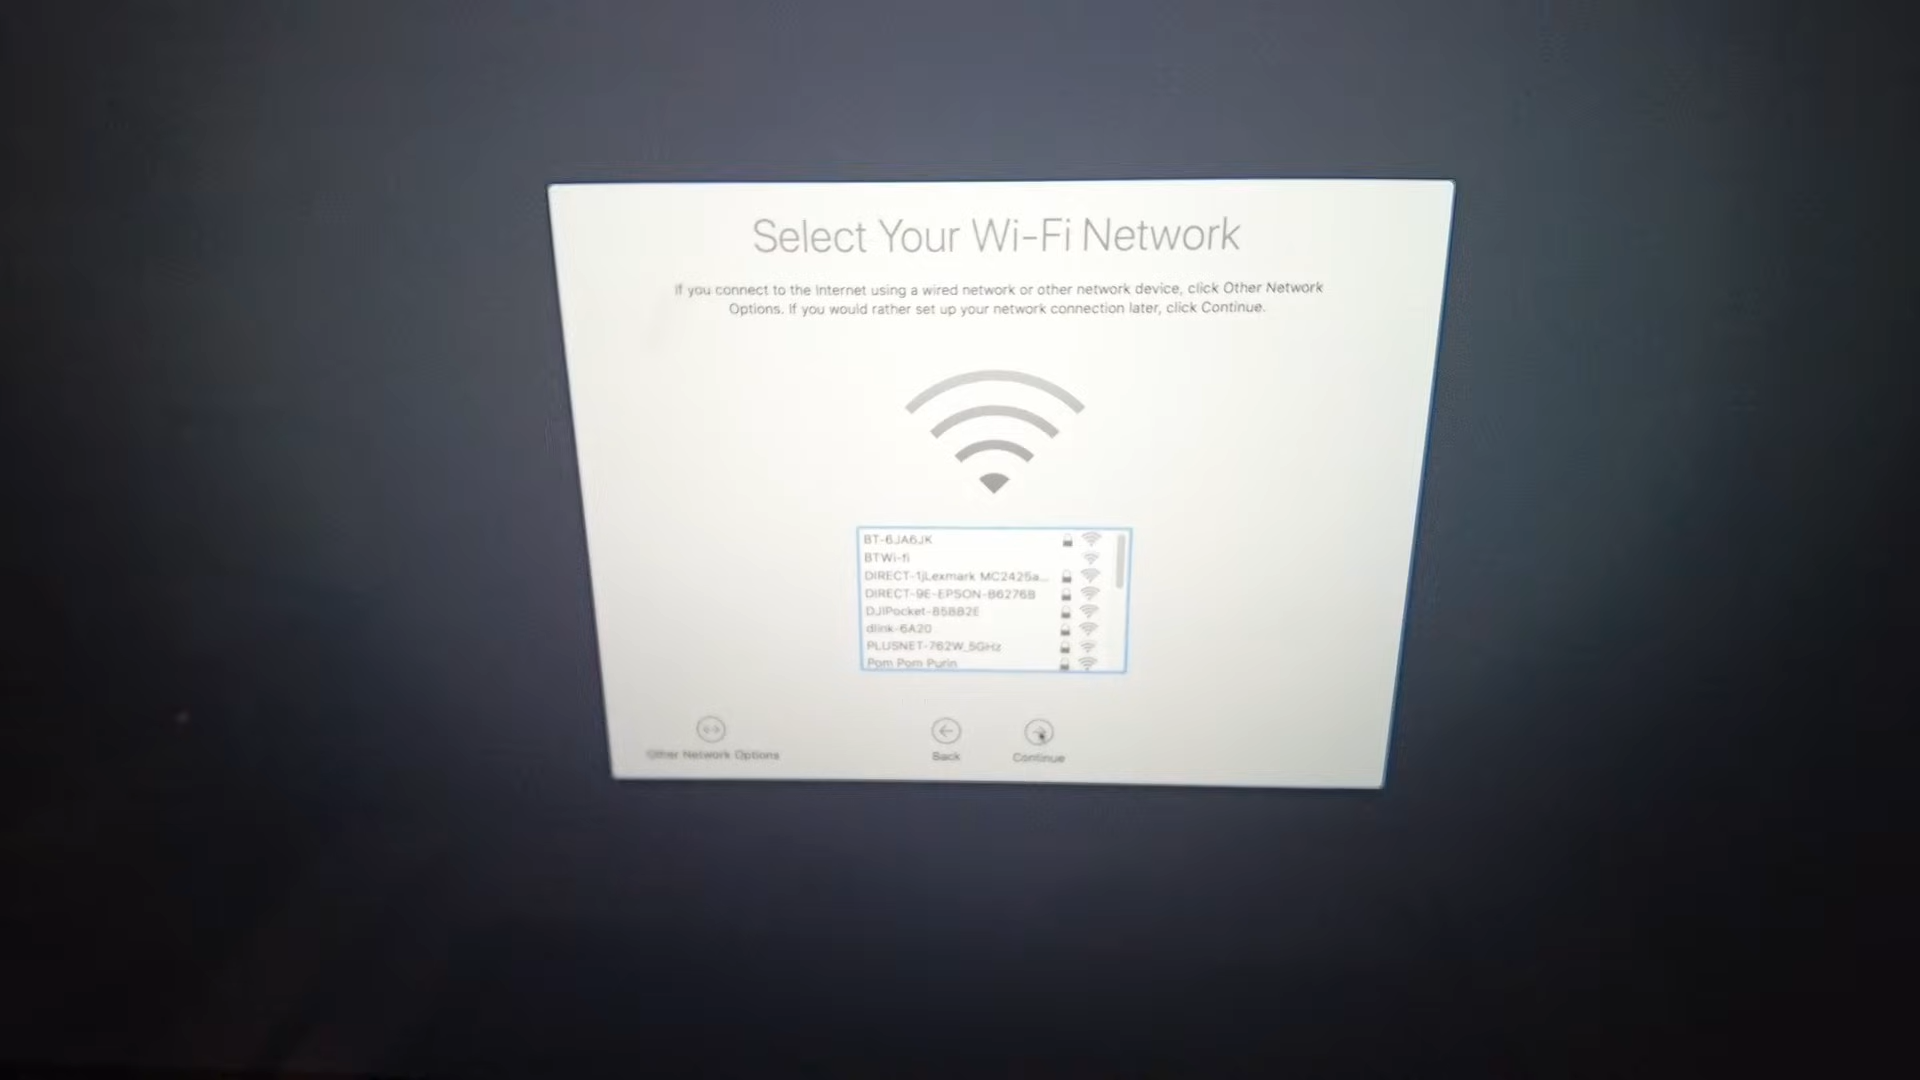 Select Your Wi-Fi Network
If you connect to the Internet using a wired network or other network device, click Other Network
Options. If you would rather set up your network connection later, click Continue.
BT-6JA6JK
BTWi-fi
DIRECT-1jLexmark MC2425a...
DIRECT-9E-EPSON-86276B
DJIPocket-85BB2E
dlink-6A20
PLUSNET-762W_5GHz
Pom Pom Purin
Other Network Options
Back
Continue